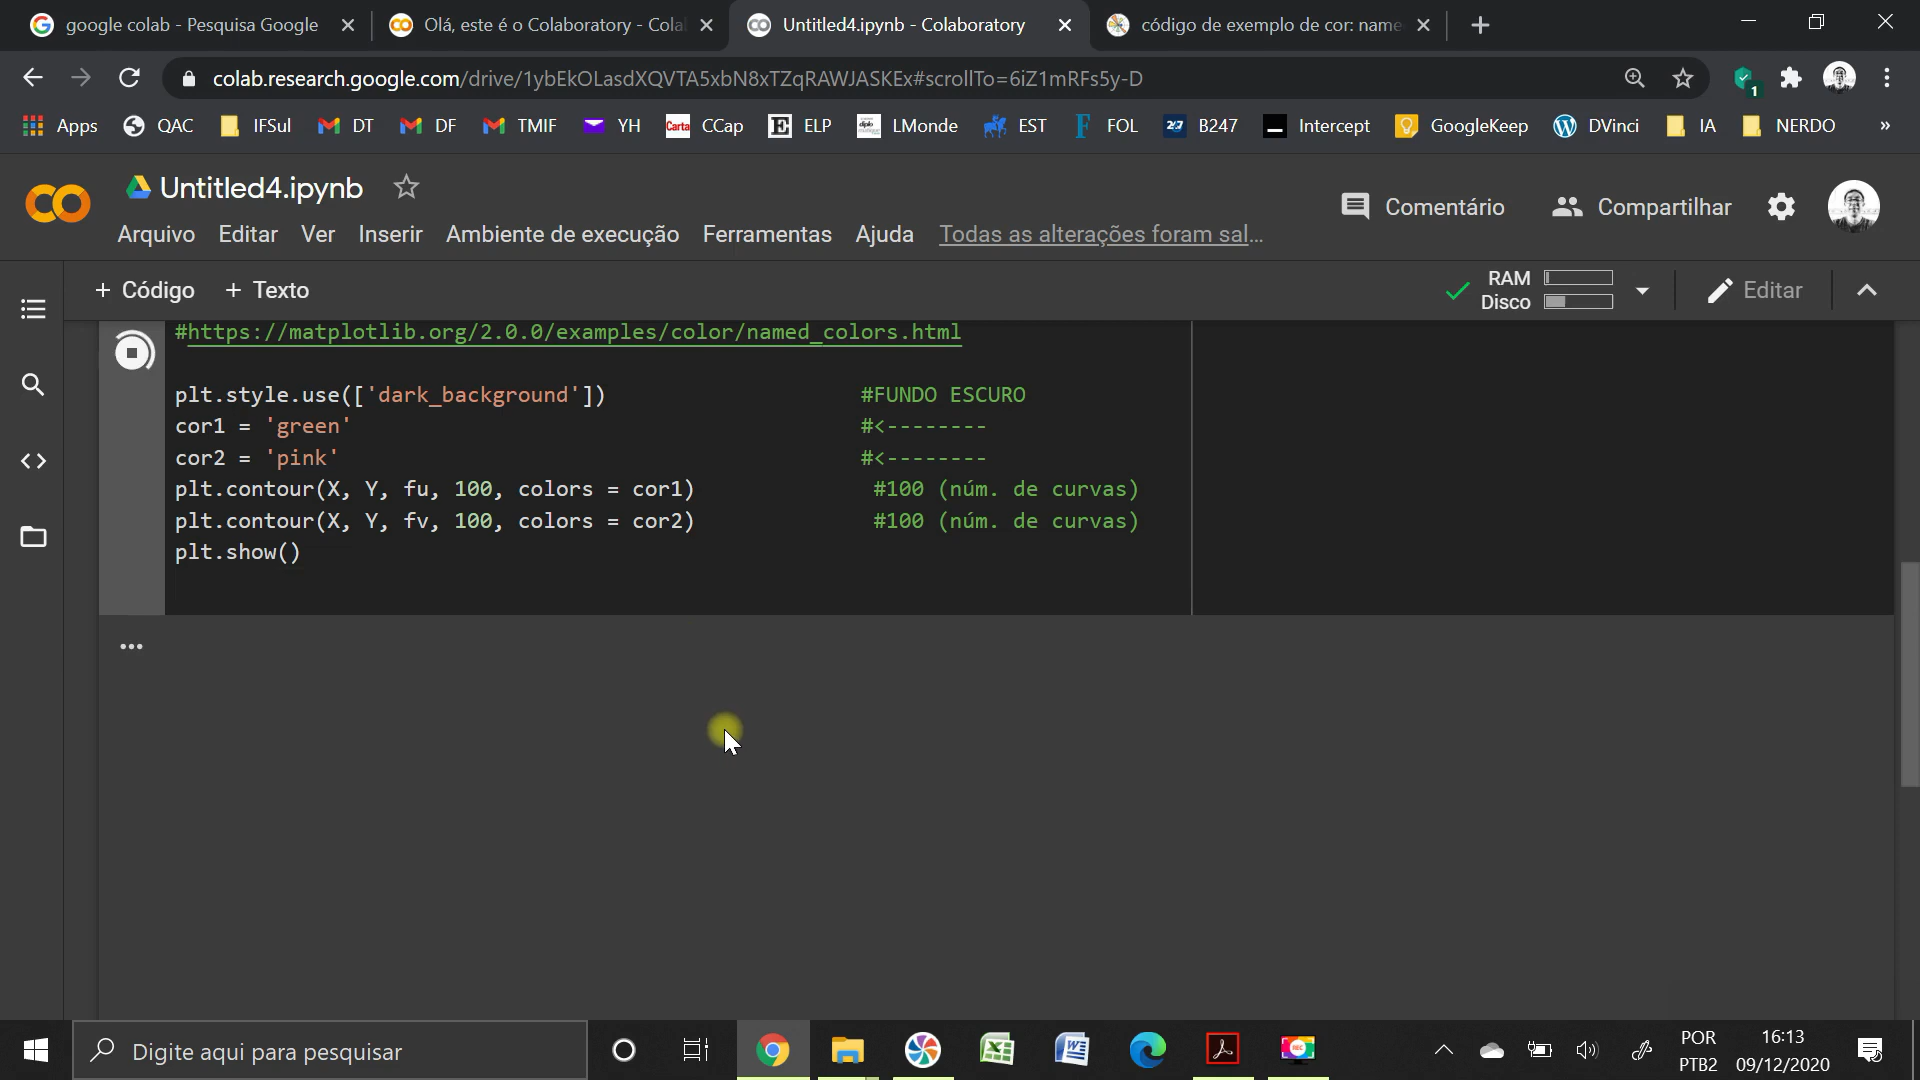 google colab - Pesquisa Google
Olá, este é o Colaboratory - Cola
Untitled4.ipynb - Colaboratory
código de exemplo de cor: name
colab.research.google.com/drive/1ybEkOLasdXQVTA5xbN8xTZqRAWJASKEx#scrollTo=6iZ1mRFs5y-D
1
Apps QAC IFSul DT DF TMIF YH Carta CCap E ELP LMonde EST F FOL 247 B247 Intercept GoogleKeep DVinci IA NERDO »
Untitled4.ipynb
Comentário Compartilhar
Arquivo Editar Ver Inserir Ambiente de execução Ferramentas Ajuda Todas as alterações foram sal...
+ Código + Texto
RAM
Disco
Editar
#https://matplotlib.org/2.0.0/examples/color/named_colors.html
plt.style.use(['dark_background']) #FUNDO ESCURO
cor1 = 'green' #<--------
cor2 = 'pink' #<--------
plt.contour(X, Y, fu, 100, colors = cor1) #100 (núm. de curvas)
plt.contour(X, Y, fv, 100, colors = cor2) #100 (núm. de curvas)
plt.show()
Digite aqui para pesquisar
POR
PTB2
16:13
09/12/2020